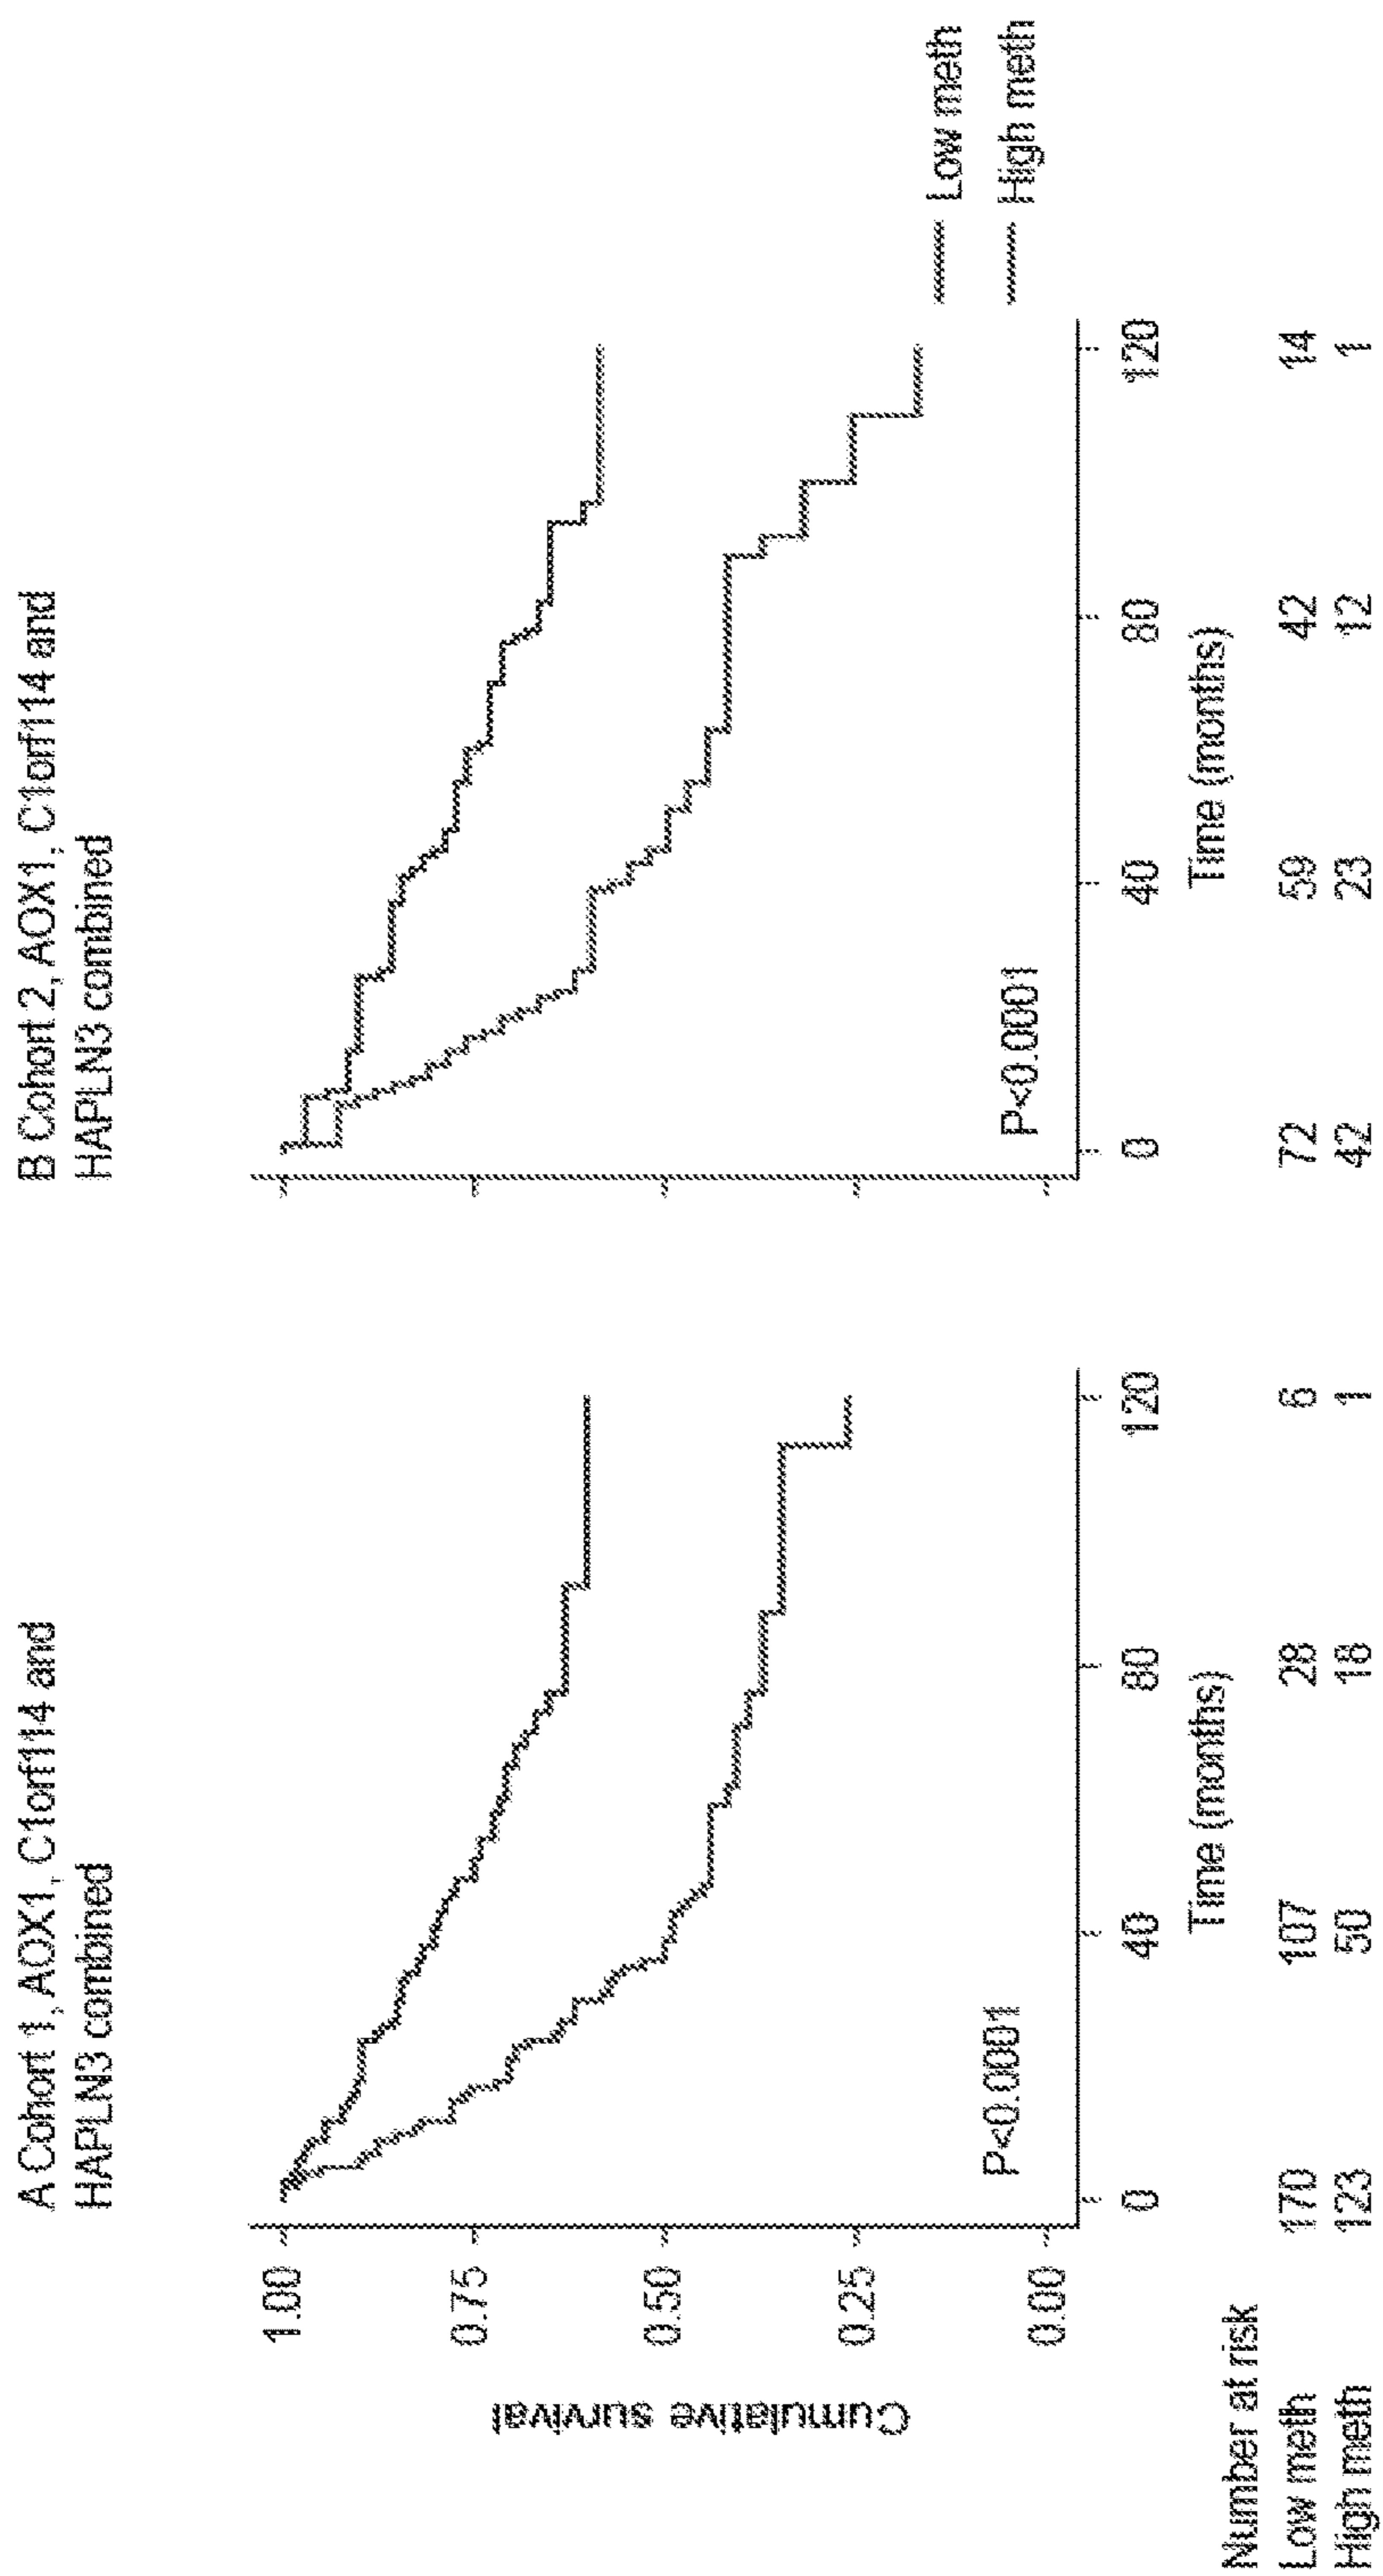 A Cohort 1, AOX1, C1orf114 and
HAPLN3 combined
Cumulative survival
1.00
0.75
0.50
0.25
0.00
P<0.0001
0 40 80 120
Time (months)
Number at risk
Low meth 170 107 28 6
High meth 123 50 18 1
B Cohort 2, AOX1, C1orf114 and
HAPLN3 combined
P<0.0001
0 40 80 120
Time (months)
72 59 42 14
42 23 12 1
Low meth
High meth